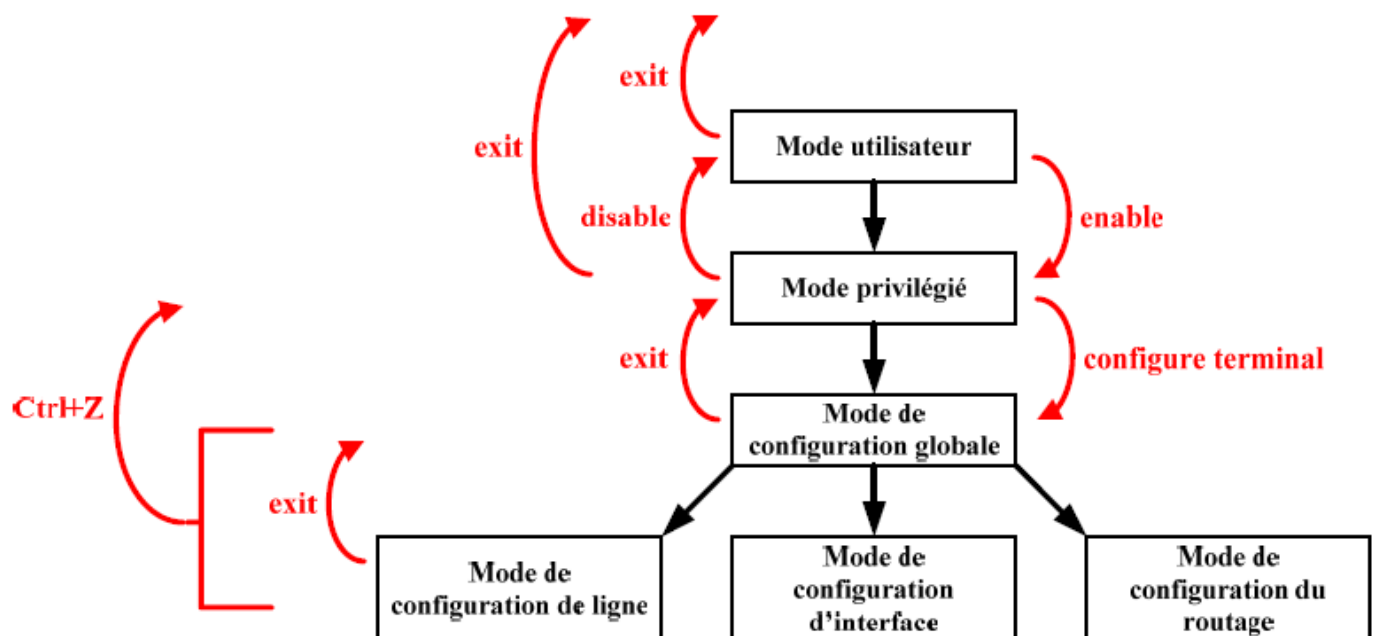 exit
exit
Mode utilisateur
disable
enable
Mode privilégié
exit
configure terminal
Ctrl+Z
Mode de
configuration globale
exit
Mode de
configuration de ligne
Mode de
configuration
d'interface
Mode de
configuration du
routage